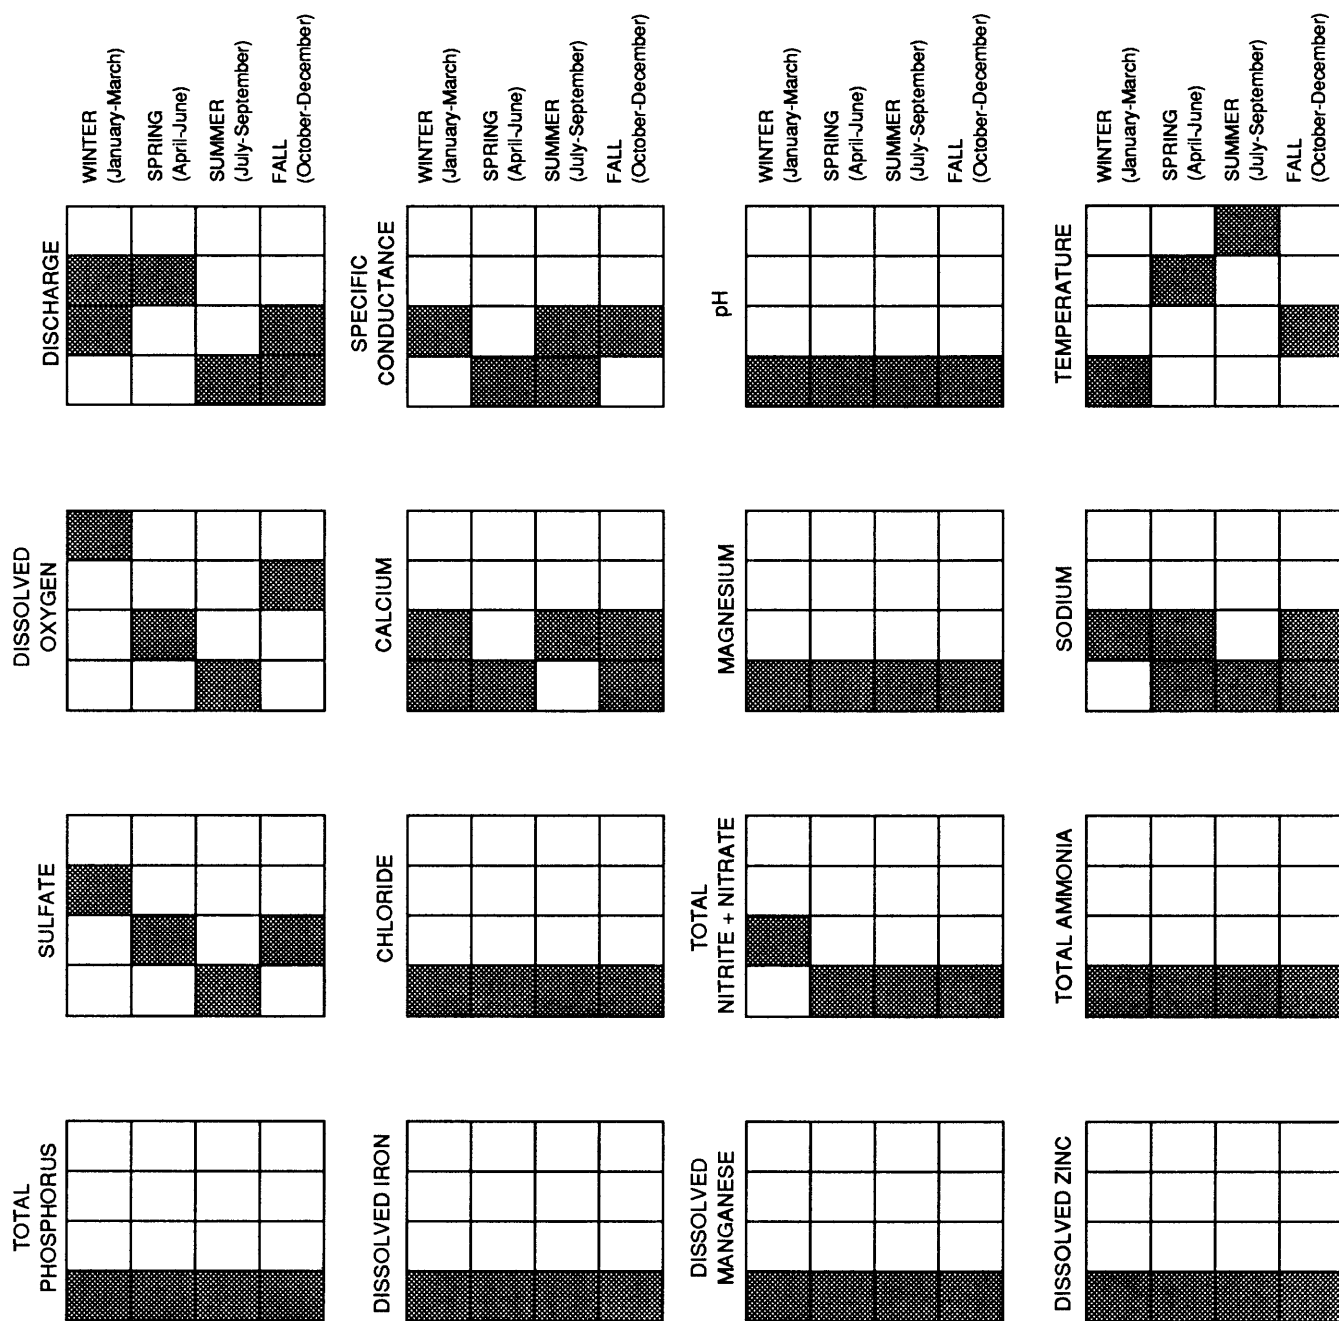 WINTER
(January-March)
SPRING
(April-June)
SUMMER
(July-September)
FALL
(October-December)
WINTER
(January-March)
SPRING
(April-June)
SUMMER
(July-September)
FALL
(October-December)
WINTER
(January-March)
SPRING
(April-June)
SUMMER
(July-September)
FALL
(October-December)
WINTER
(January-March)
SPRING
(April-June)
SUMMER
(July-September)
FALL
(October-December)
DISCHARGE
SPECIFIC
CONDUCTANCE
pH
TEMPERATURE
DISSOLVED
OXYGEN
CALCIUM
MAGNESIUM
SODIUM
SULFATE
CHLORIDE
TOTAL
NITRITE + NITRATE
TOTAL AMMONIA
TOTAL
PHOSPHORUS
DISSOLVED IRON
DISSOLVED
MANGANESE
DISSOLVED ZINC